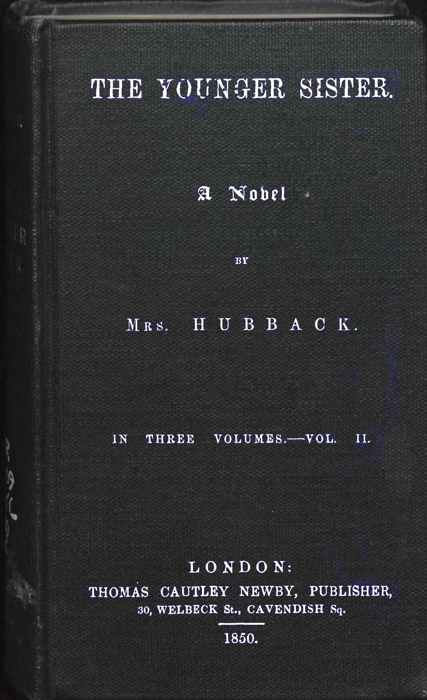 THE YOUNGER SISTER.
A Novel
BY
MRS. HUBBACK.
IN THREE VOLUMES.—VOL. II.
LONDON:
THOMAS CAUTLEY NEWBY, PUBLISHER,
30, WELBECK St., CAVENDISH Sq.
1850.